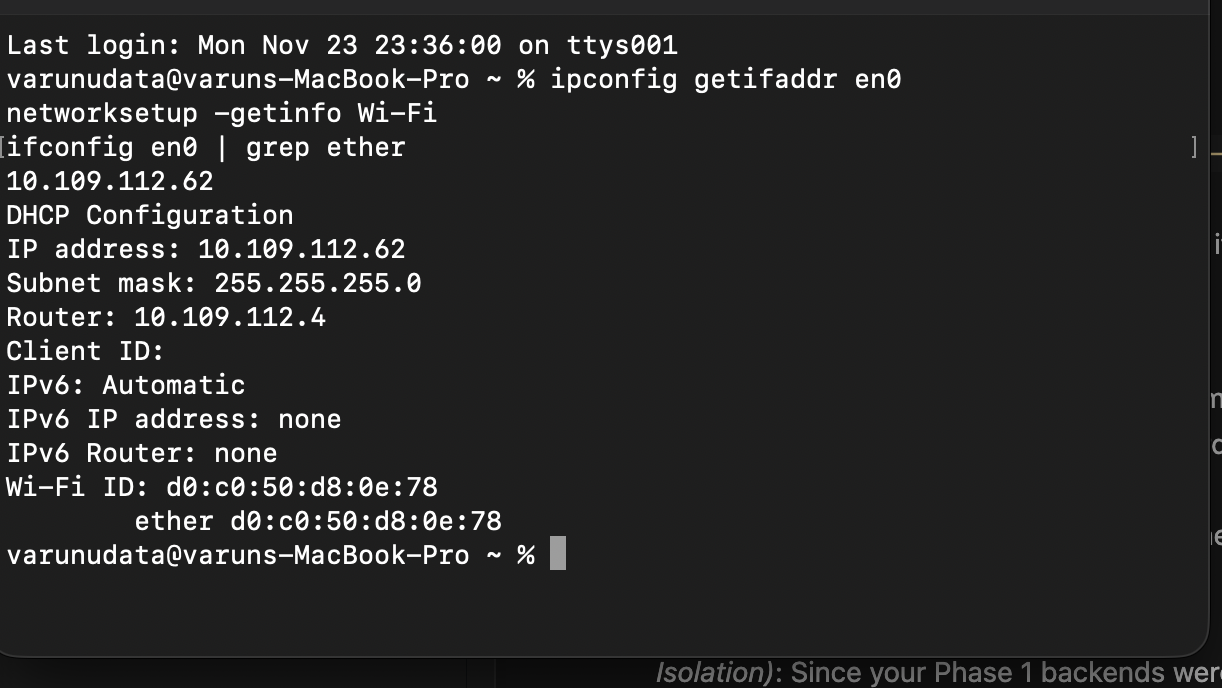 Last login: Mon Nov 23 23:36:00 on ttys001
varunudata@varuns-MacBook-Pro ~ % ipconfig getifaddr en0
networksetup -getinfo Wi-Fi
[ifconfig en0 | grep ether ]
10.109.112.62
DHCP Configuration
IP address: 10.109.112.62
Subnet mask: 255.255.255.0
Router: 10.109.112.4
Client ID:
IPv6: Automatic
IPv6 IP address: none
IPv6 Router: none
Wi-Fi ID: d0:c0:50:d8:0e:78
ether d0:c0:50:d8:0e:78
varunudata@varuns-MacBook-Pro ~ %
Isolation): Since your Phase 1 backends